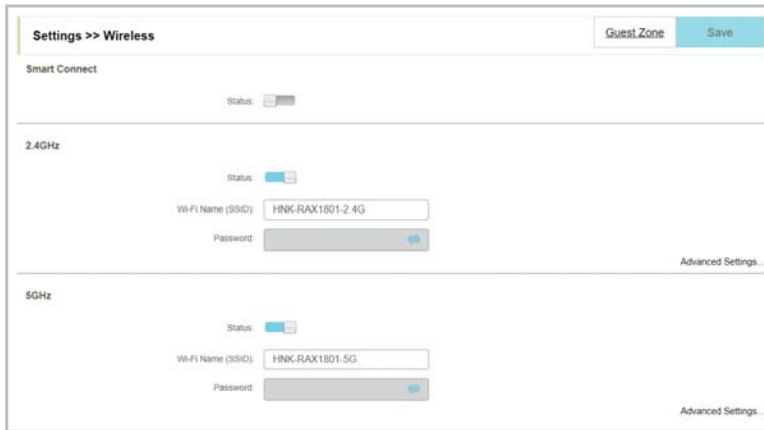 Settings >> Wireless
Guest Zone
Save
Smart Connect
Status:
2.4GHz
Status:
Wi-Fi Name (SSID): HNK-RAX1801-2.4G
Password:
Advanced Settings...
5GHz
Status:
Wi-Fi Name (SSID): HNK-RAX1801-5G
Password:
Advanced Settings...